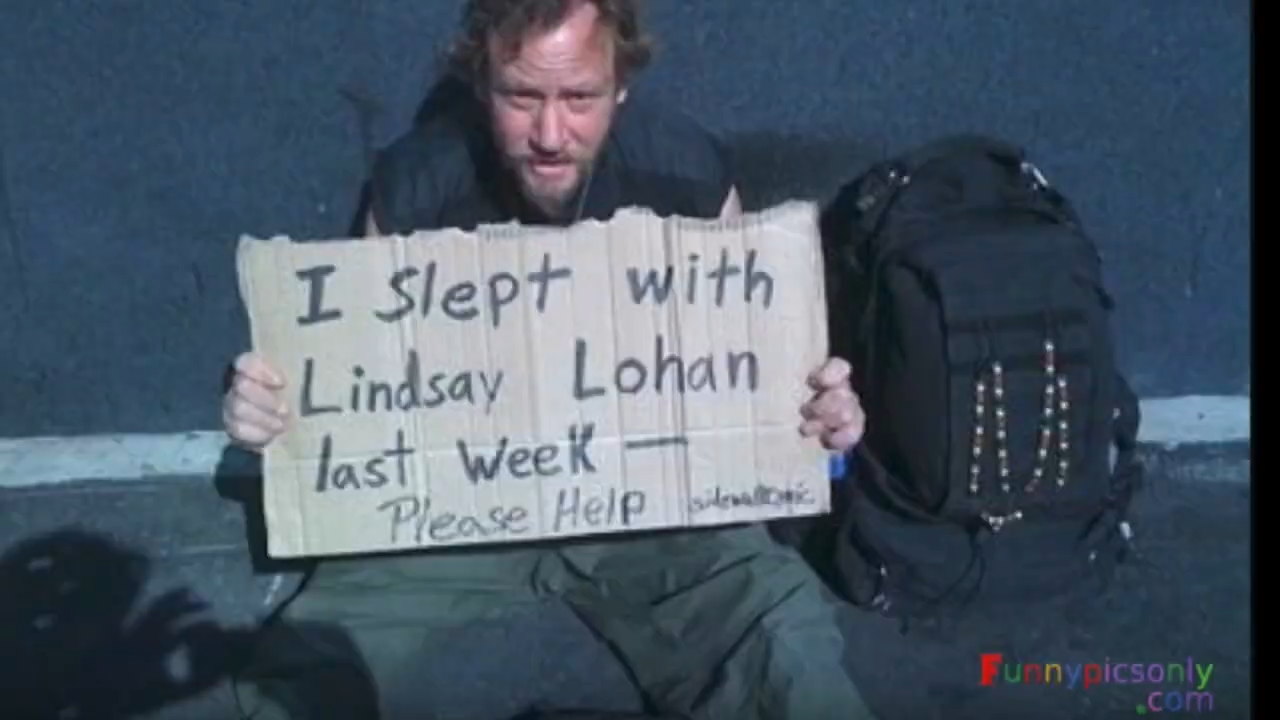 I slept with
Lindsay Lohan
last week —
Please Help
Funnypicsonly
.com